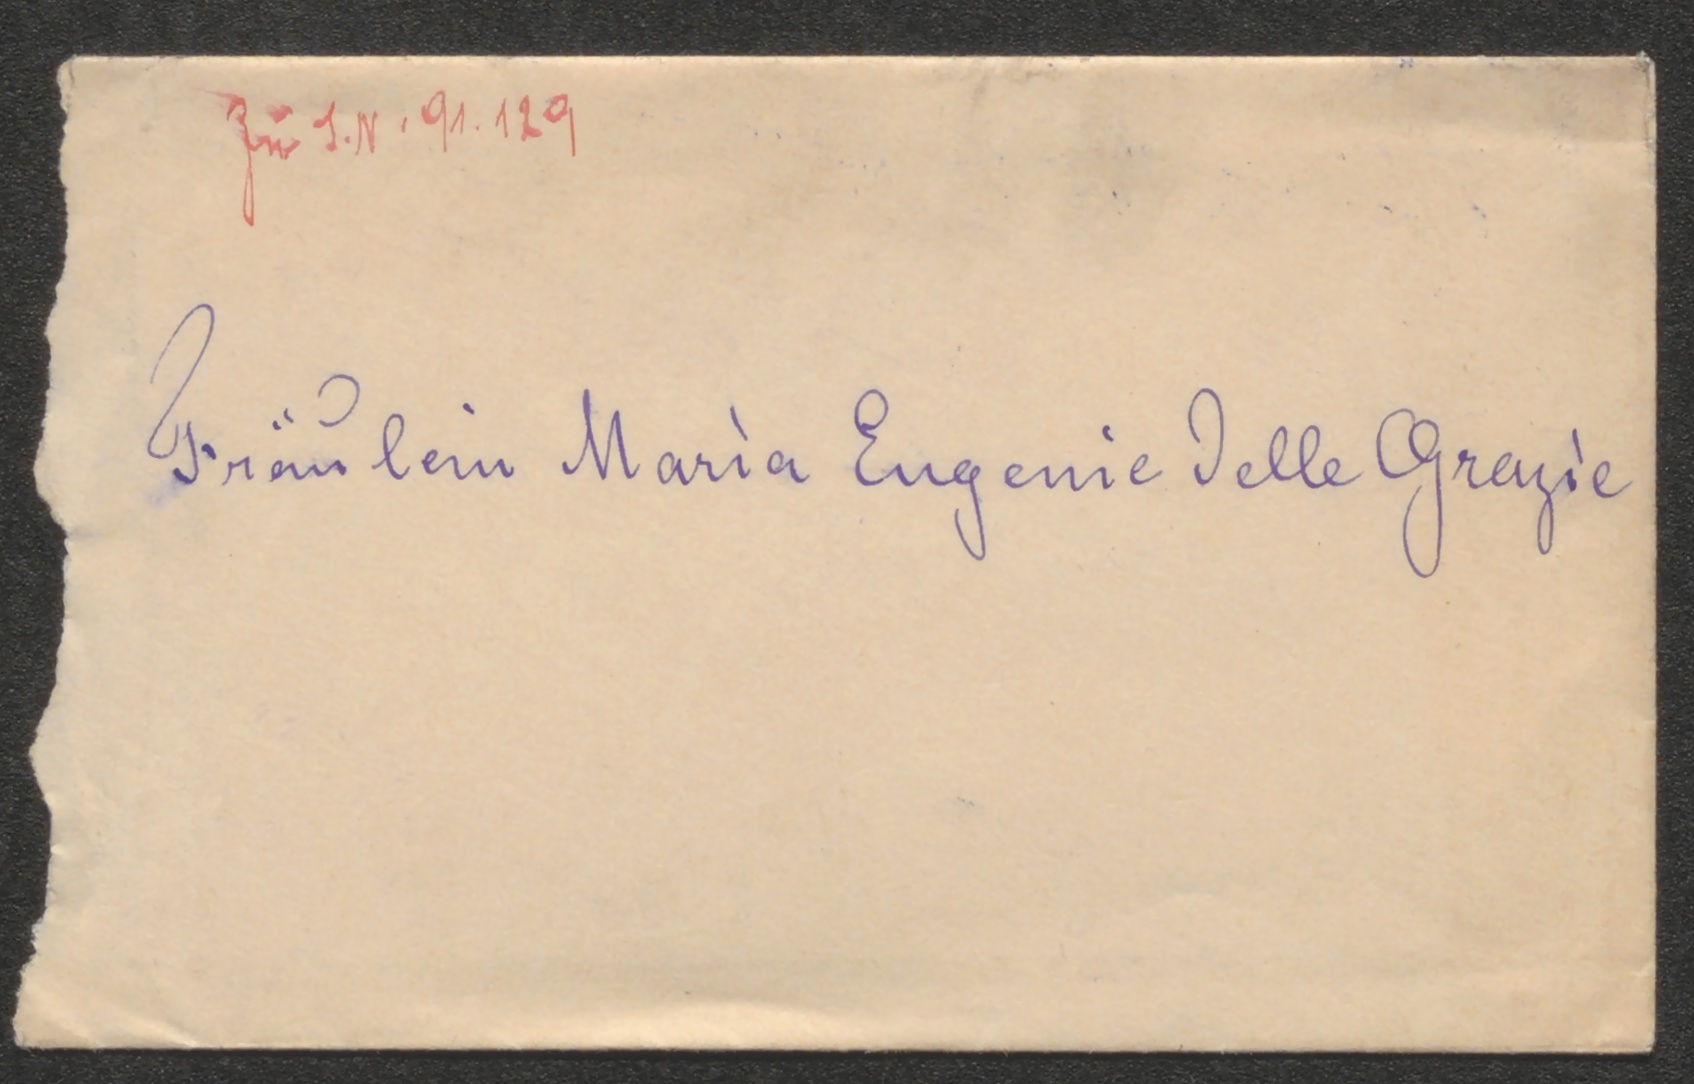 Zu I.N. 91.129
Fräulein Maria Eugenie Delle Grazie